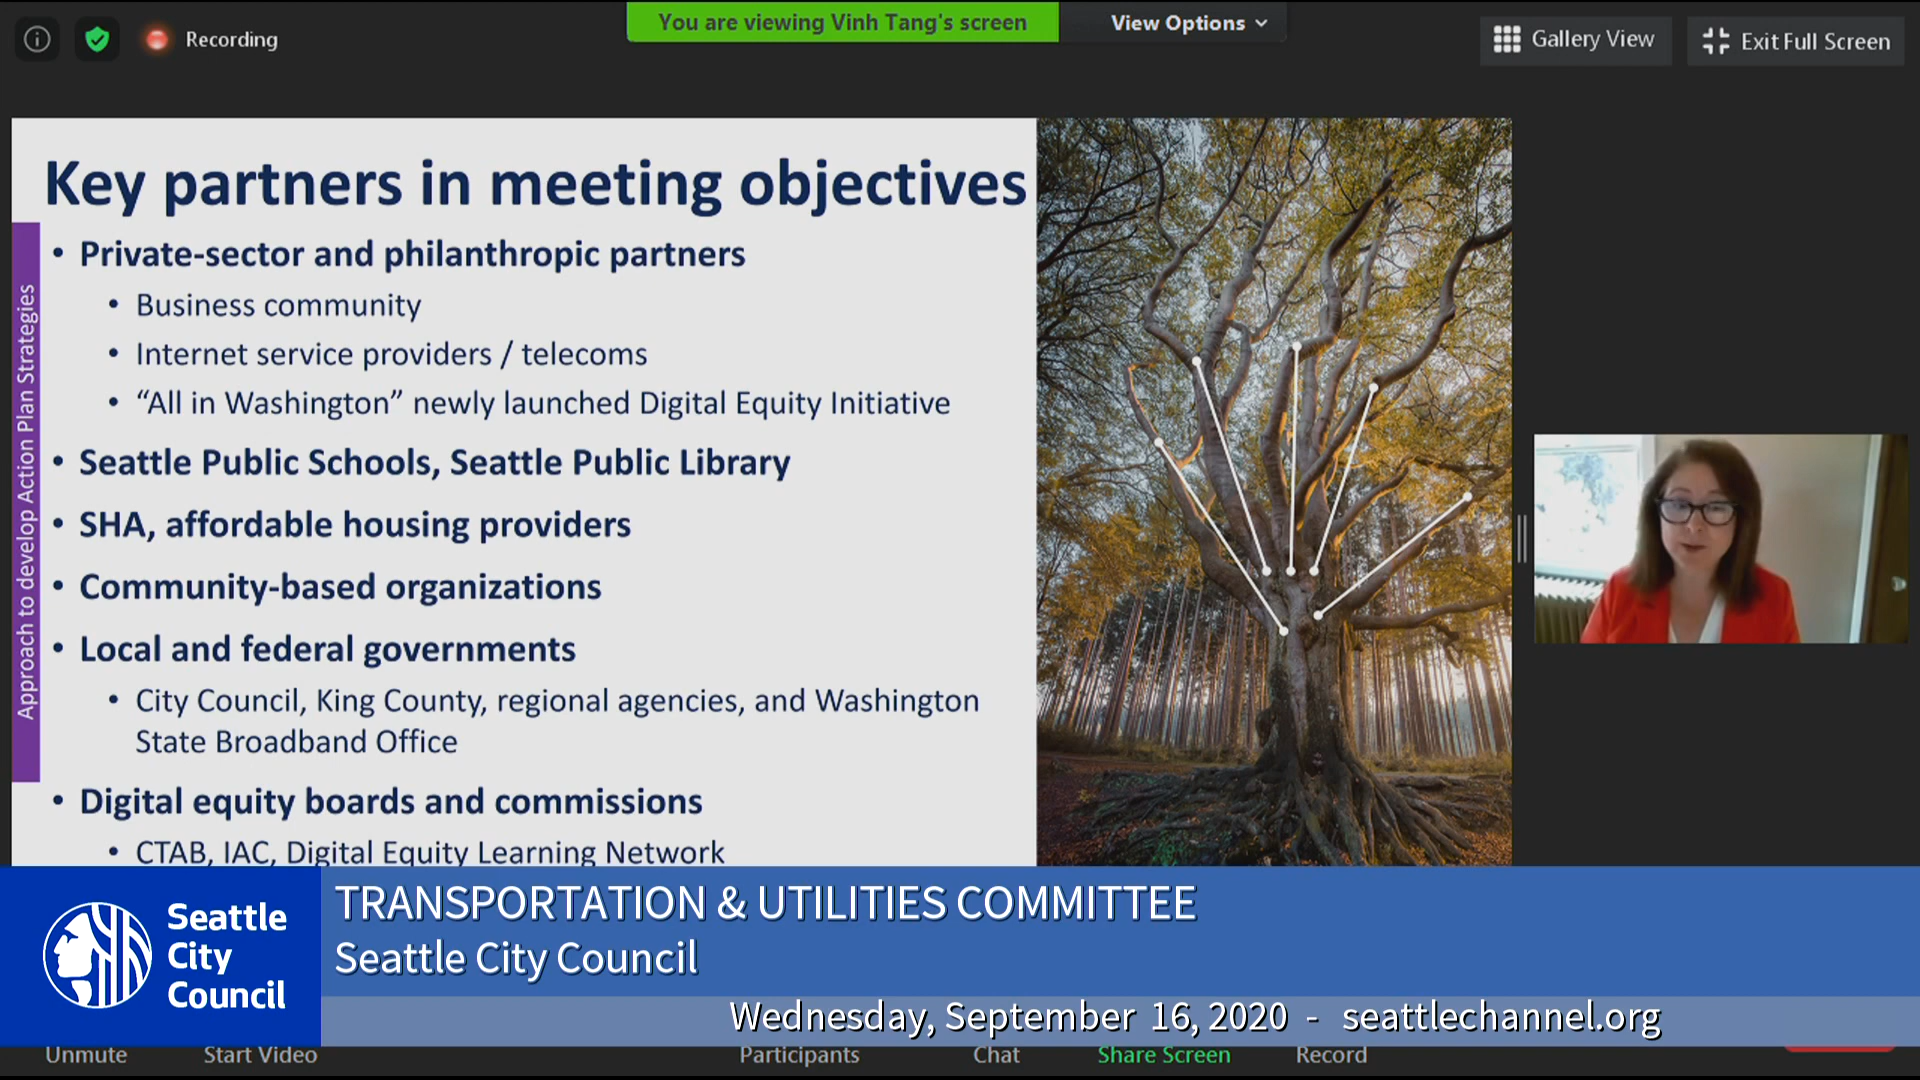 Recording
You are viewing Vinh Tang's screen
View Options
Gallery View
Exit Full Screen
Key partners in meeting objectives
Approach to develop Action Plan Strategies
• Private-sector and philanthropic partners
• Business community
• Internet service providers / telecoms
• “All in Washington” newly launched Digital Equity Initiative
• Seattle Public Schools, Seattle Public Library
• SHA, affordable housing providers
• Community-based organizations
• Local and federal governments
• City Council, King County, regional agencies, and Washington
State Broadband Office
• Digital equity boards and commissions
• CTAB, IAC, Digital Equity Learning Network
Seattle
City
Council
TRANSPORTATION & UTILITIES COMMITTEE
Seattle City Council
Wednesday, September 16, 2020 - seattlechannel.org
Unmute
Start Video
Participants
Chat
Share Screen
Record